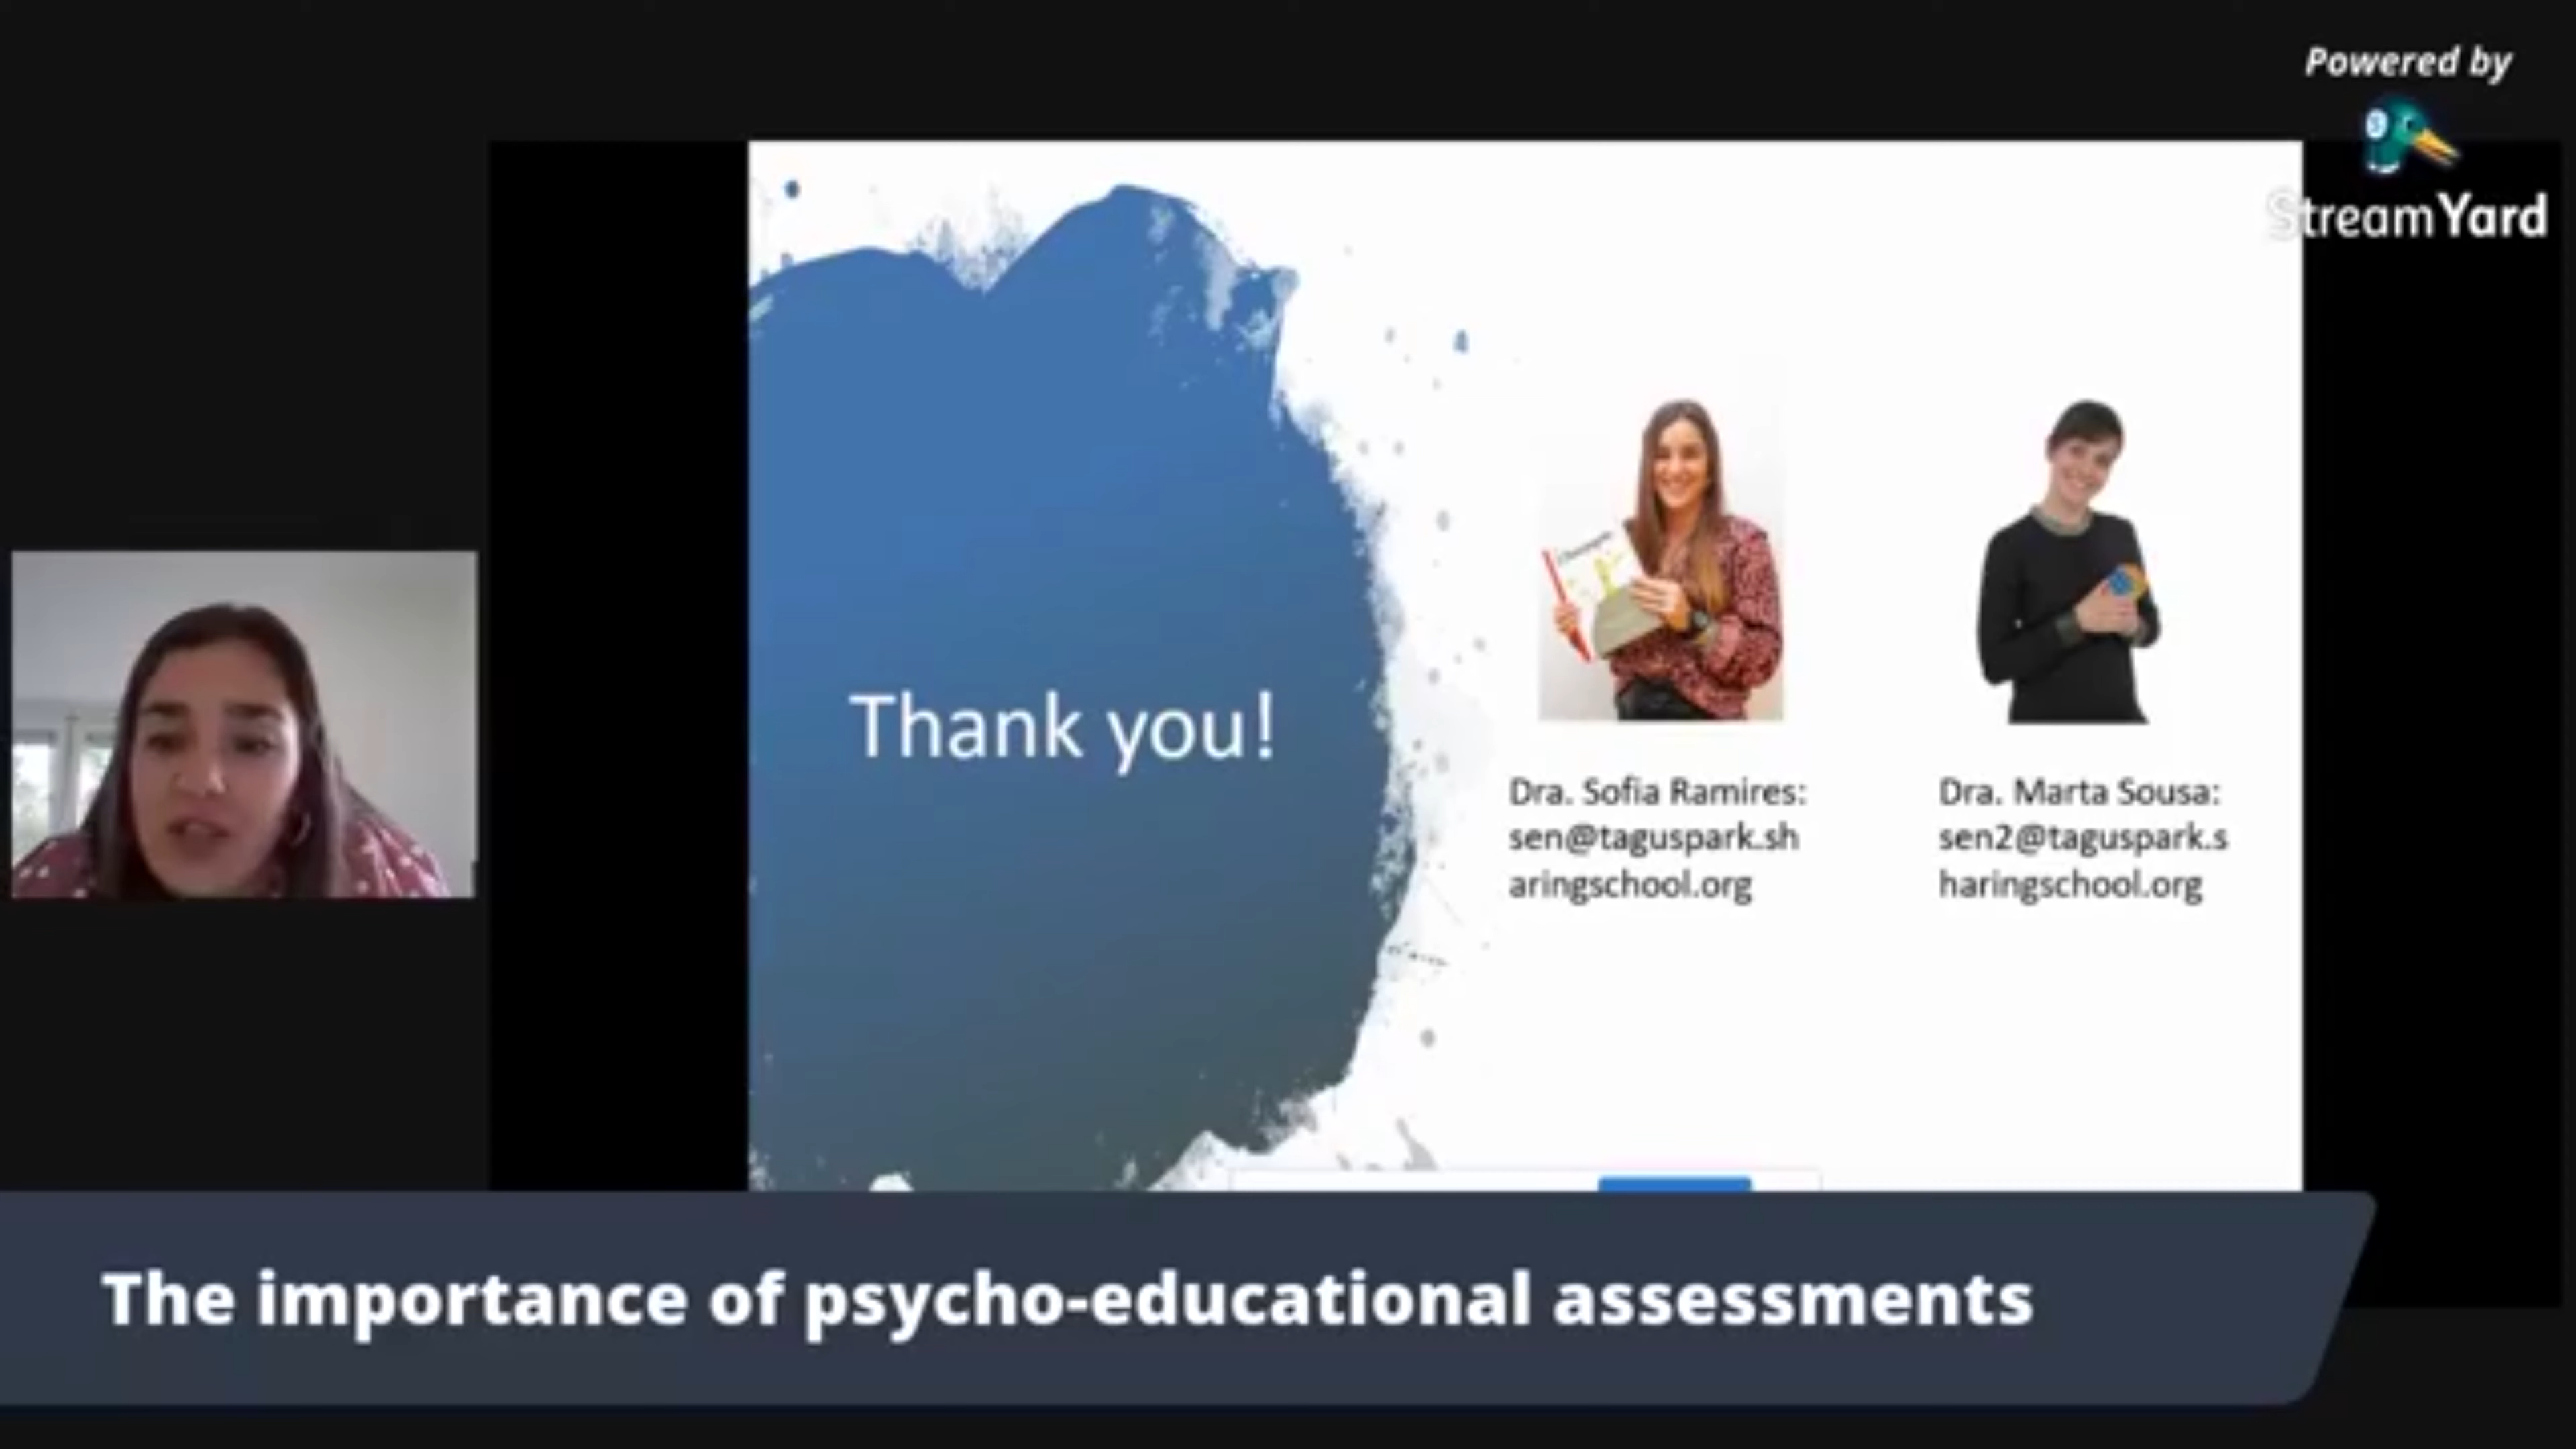 Powered by
StreamYard
Thank you!
Dra. Sofia Ramires:
sen@taguspark.sh
aringschool.org
Dra. Marta Sousa:
sen2@taguspark.s
haringschool.org
The importance of psycho-educational assessments